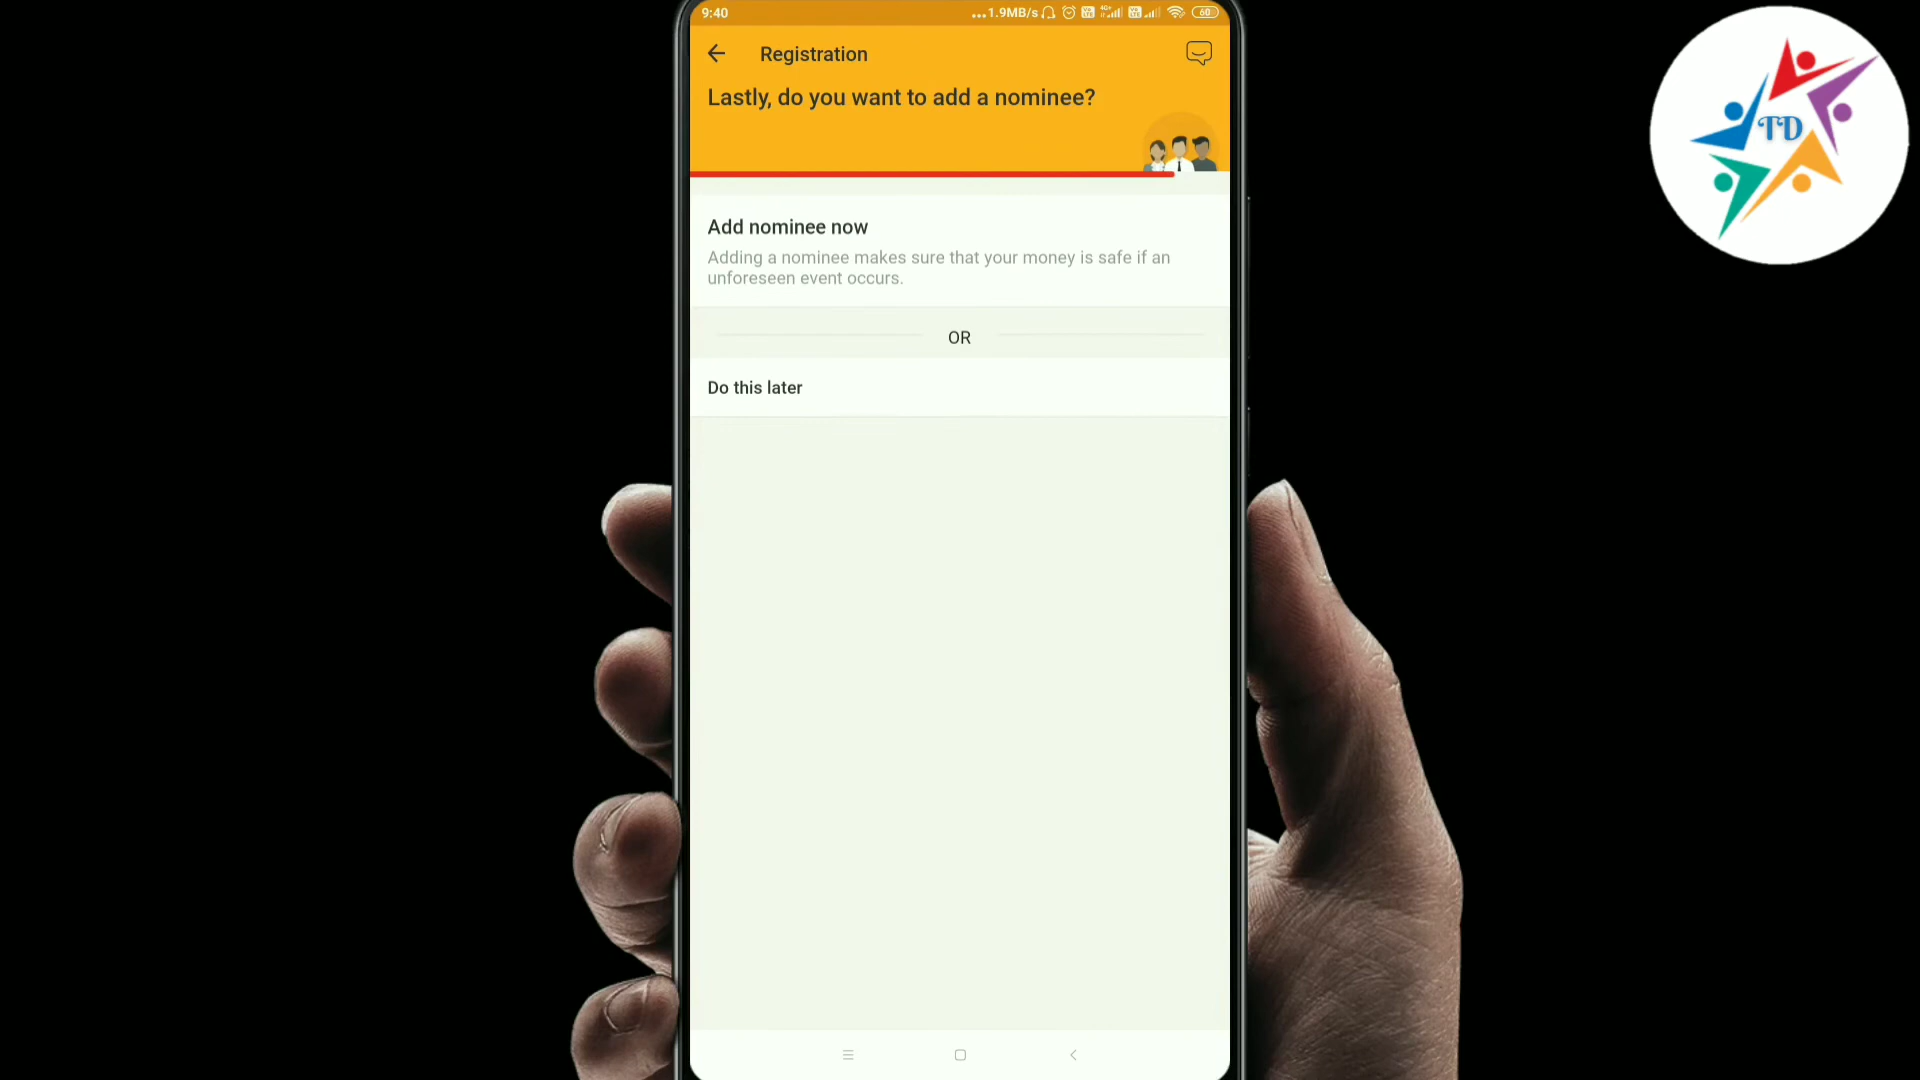 9:40
...1.9MB/s
60
Registration
Lastly, do you want to add a nominee?
TD
Add nominee now
Adding a nominee makes sure that your money is safe if an
unforeseen event occurs.
OR
Do this later